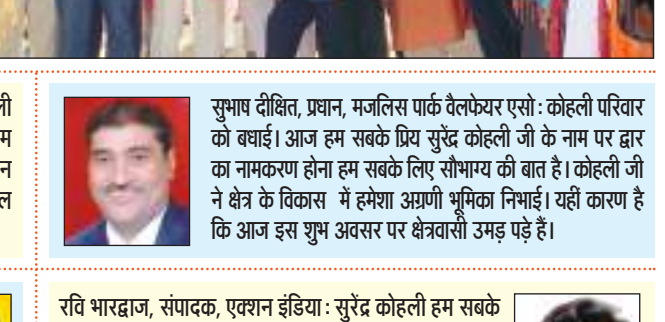 ली
म
न
ल
सुभाष दीक्षित, प्रधान, मजलिस पार्क वैलफेयर एसो : कोहली परिवार
को बधाई। आज हम सबके प्रिय सुरेंद्र कोहली जी के नाम पर द्वार
का नामकरण होना हम सबके लिए सौभाग्य की बात है। कोहली जी
ने क्षेत्र के विकास में हमेशा अग्रणी भूमिका निभाई। यहीं कारण है
कि आज इस शुभ अवसर पर क्षेत्रवासी उमड़ पड़े हैं।
रवि भारद्वाज, संपादक, एक्शन इंडिया : सुरेंद्र कोहली हम सबके